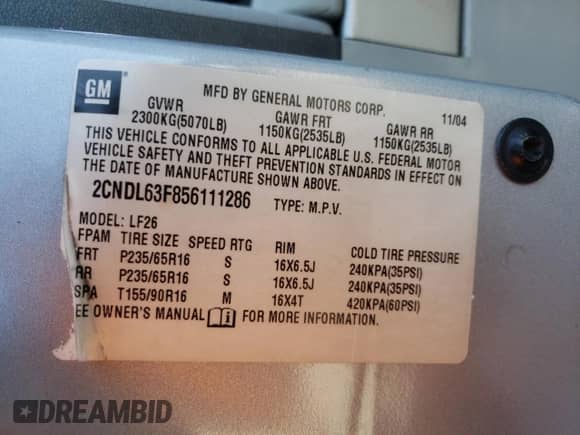 GM
MFD BY GENERAL MOTORS CORP. 11/04
GVWR GAWR FRT GAWR RR
2300KG(5070LB) 1150KG(2535LB) 1150KG(2535LB)
THIS VEHICLE CONFORMS TO ALL APPLICABLE U.S. FEDERAL MOTOR
VEHICLE SAFETY AND THEFT PREVENTION STANDARDS IN EFFECT ON
THE DATE OF MANUFACTURE SHOWN ABOVE.
2CNDL63F856111286 TYPE: M.P.V.
MODEL: LF26
FPAM TIRE SIZE SPEED RTG RIM COLD TIRE PRESSURE
FRT P235/65R16 S 16X6.5J 240KPA(35PSI)
RR P235/65R16 S 16X6.5J 240KPA(35PSI)
SPA T155/90R16 M 16X4T 420KPA(60PSI)
EE OWNER'S MANUAL i FOR MORE INFORMATION.
DREAMBID